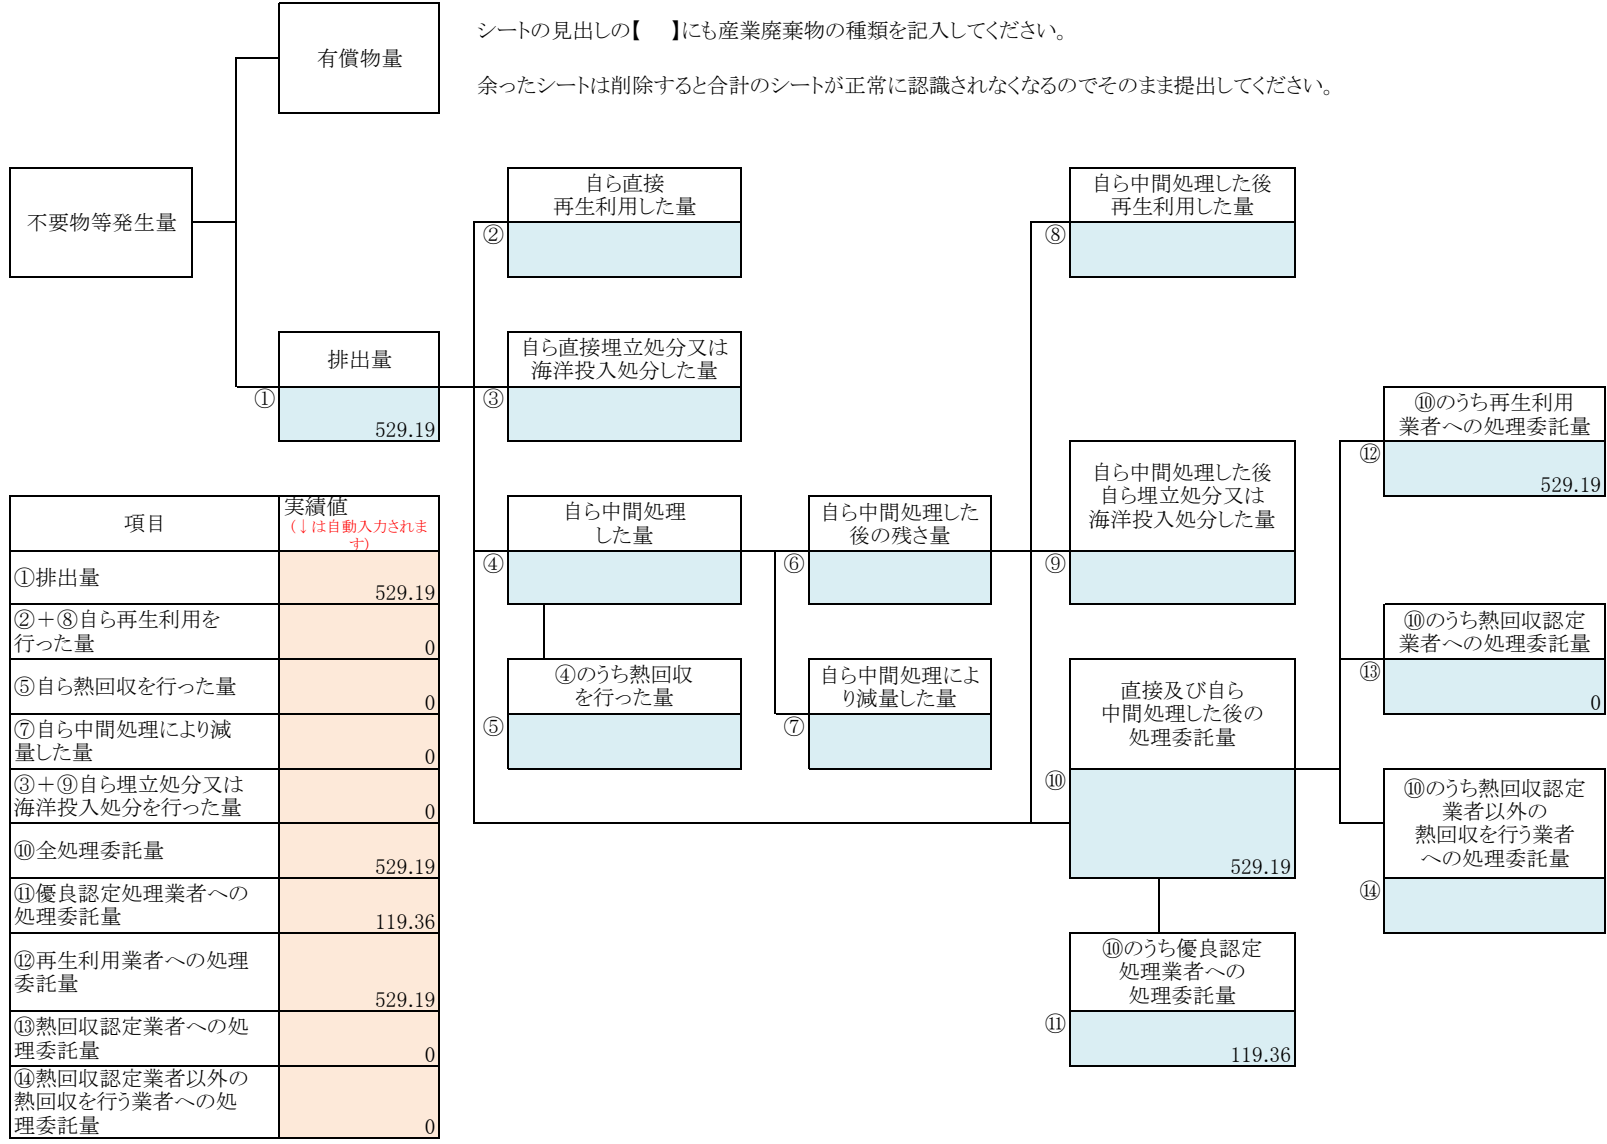 シートの見出しの【　】にも産業廃棄物の種類を記入してください。
余ったシートは削除すると合計のシートが正常に認識されなくなるのでそのまま提出してください。
有償物量
不要物等発生量
排出量
①
529.19
自ら直接
再生利用した量
②
自ら直接埋立処分又は
海洋投入処分した量
③
自ら中間処理
した量
④
④のうち熱回収
を行った量
⑤
自ら中間処理した
後の残さ量
⑥
自ら中間処理によ
り減量した量
⑦
自ら中間処理した後
再生利用した量
⑧
自ら中間処理した後
自ら埋立処分又は
海洋投入処分した量
⑨
直接及び自ら
中間処理した後の
処理委託量
⑩
529.19
⑩のうち優良認定
処理業者への
処理委託量
⑪
119.36
⑩のうち再生利用
業者への処理委託量
⑫
529.19
⑩のうち熱回収認定
業者への処理委託量
⑬
0
⑩のうち熱回収認定
業者以外の
熱回収を行う業者
への処理委託量
⑭
項目
実績値
(↓は自動入力されま
す)
①排出量
529.19
②＋⑧自ら再生利用を
行った量
0
⑤自ら熱回収を行った量
0
⑦自ら中間処理により減
量した量
0
③＋⑨自ら埋立処分又は
海洋投入処分を行った量
0
⑩全処理委託量
529.19
⑪優良認定処理業者への
処理委託量
119.36
⑫再生利用業者への処理
委託量
529.19
⑬熱回収認定業者への処
理委託量
0
⑭熱回収認定業者以外の
熱回収を行う業者への処
理委託量
0